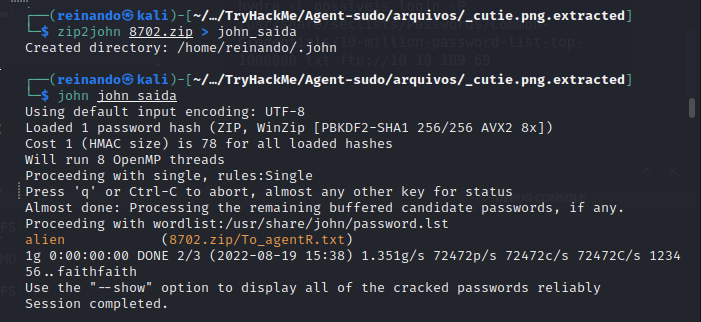 ┌──(reinando㉿kali)-[~/…/TryHackMe/Agent-sudo/arquivos/_cutie.png.extracted]
└─$ zip2john 8702.zip > john_saida
Created directory: /home/reinando/.john
┌──(reinando㉿kali)-[~/…/TryHackMe/Agent-sudo/arquivos/_cutie.png.extracted]
└─$ john john_saida
Using default input encoding: UTF-8
Loaded 1 password hash (ZIP, WinZip [PBKDF2-SHA1 256/256 AVX2 8x])
Cost 1 (HMAC size) is 78 for all loaded hashes
Will run 8 OpenMP threads
Proceeding with single, rules:Single
Press 'q' or Ctrl-C to abort, almost any other key for status
Almost done: Processing the remaining buffered candidate passwords, if any.
Proceeding with wordlist:/usr/share/john/password.lst
alien            (8702.zip/To_agentR.txt)
1g 0:00:00:00 DONE 2/3 (2022-08-19 15:38) 1.351g/s 72472p/s 72472c/s 72472C/s 1234
56..faithfaith
Use the "--show" option to display all of the cracked passwords reliably
Session completed.